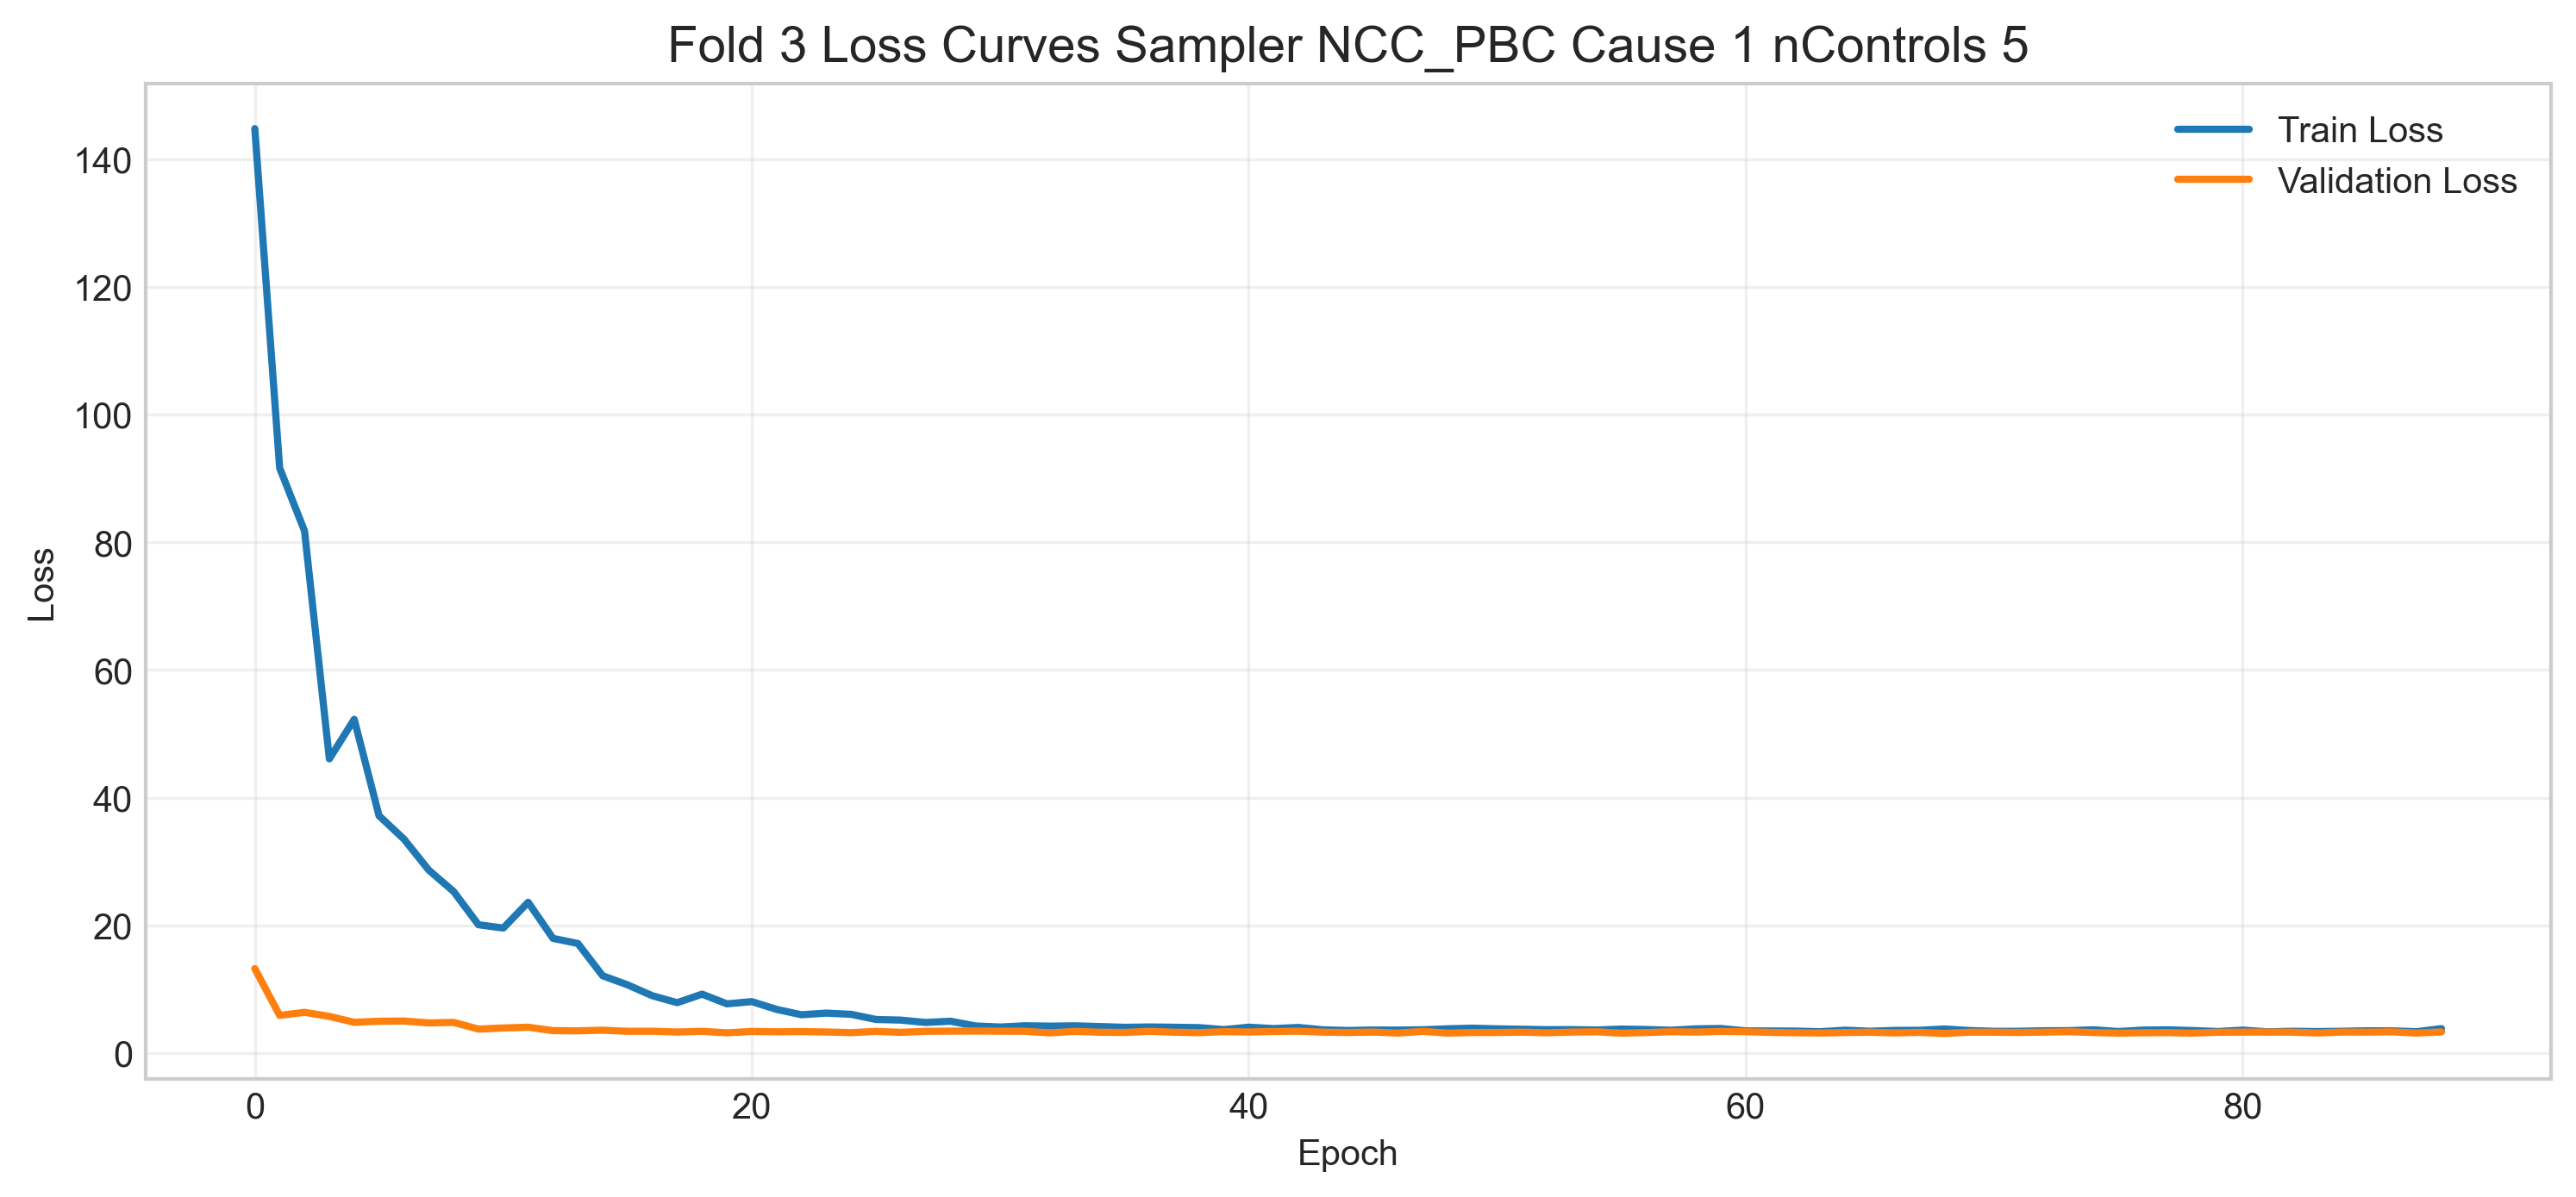 Fold 3 Loss Curves Sampler NCC_PBC Cause 1 nControls 5
Train Loss
Validation Loss
Loss
140
120
100
80
60
40
20
0
0 20 40 60 80
Epoch